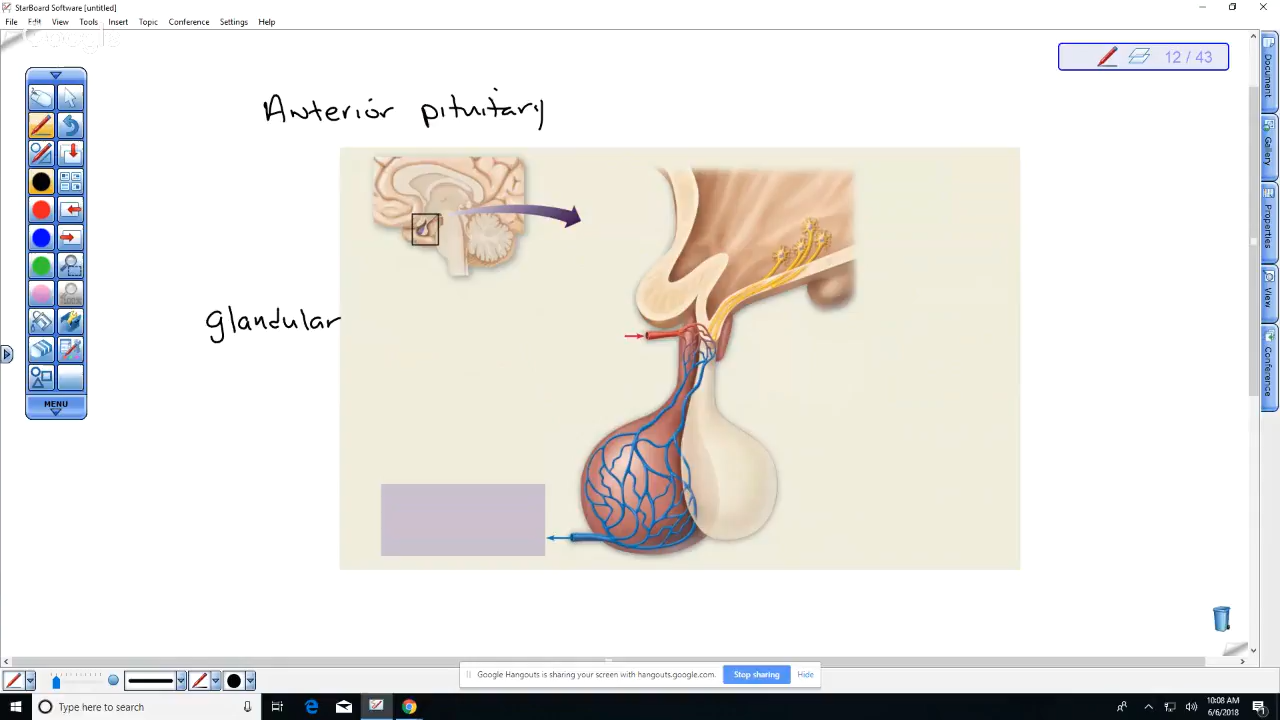 StarBoard Software [untitled]
File Edit View Tools Insert Topic Conference Settings Help
12 / 43
Anterior pituitary
glandular
MENU
Document
Gallery
Properties
View
Conference
Google Hangouts is sharing your screen with hangouts.google.com.
Stop sharing
Hide
Type here to search
10:08 AM
6/6/2018